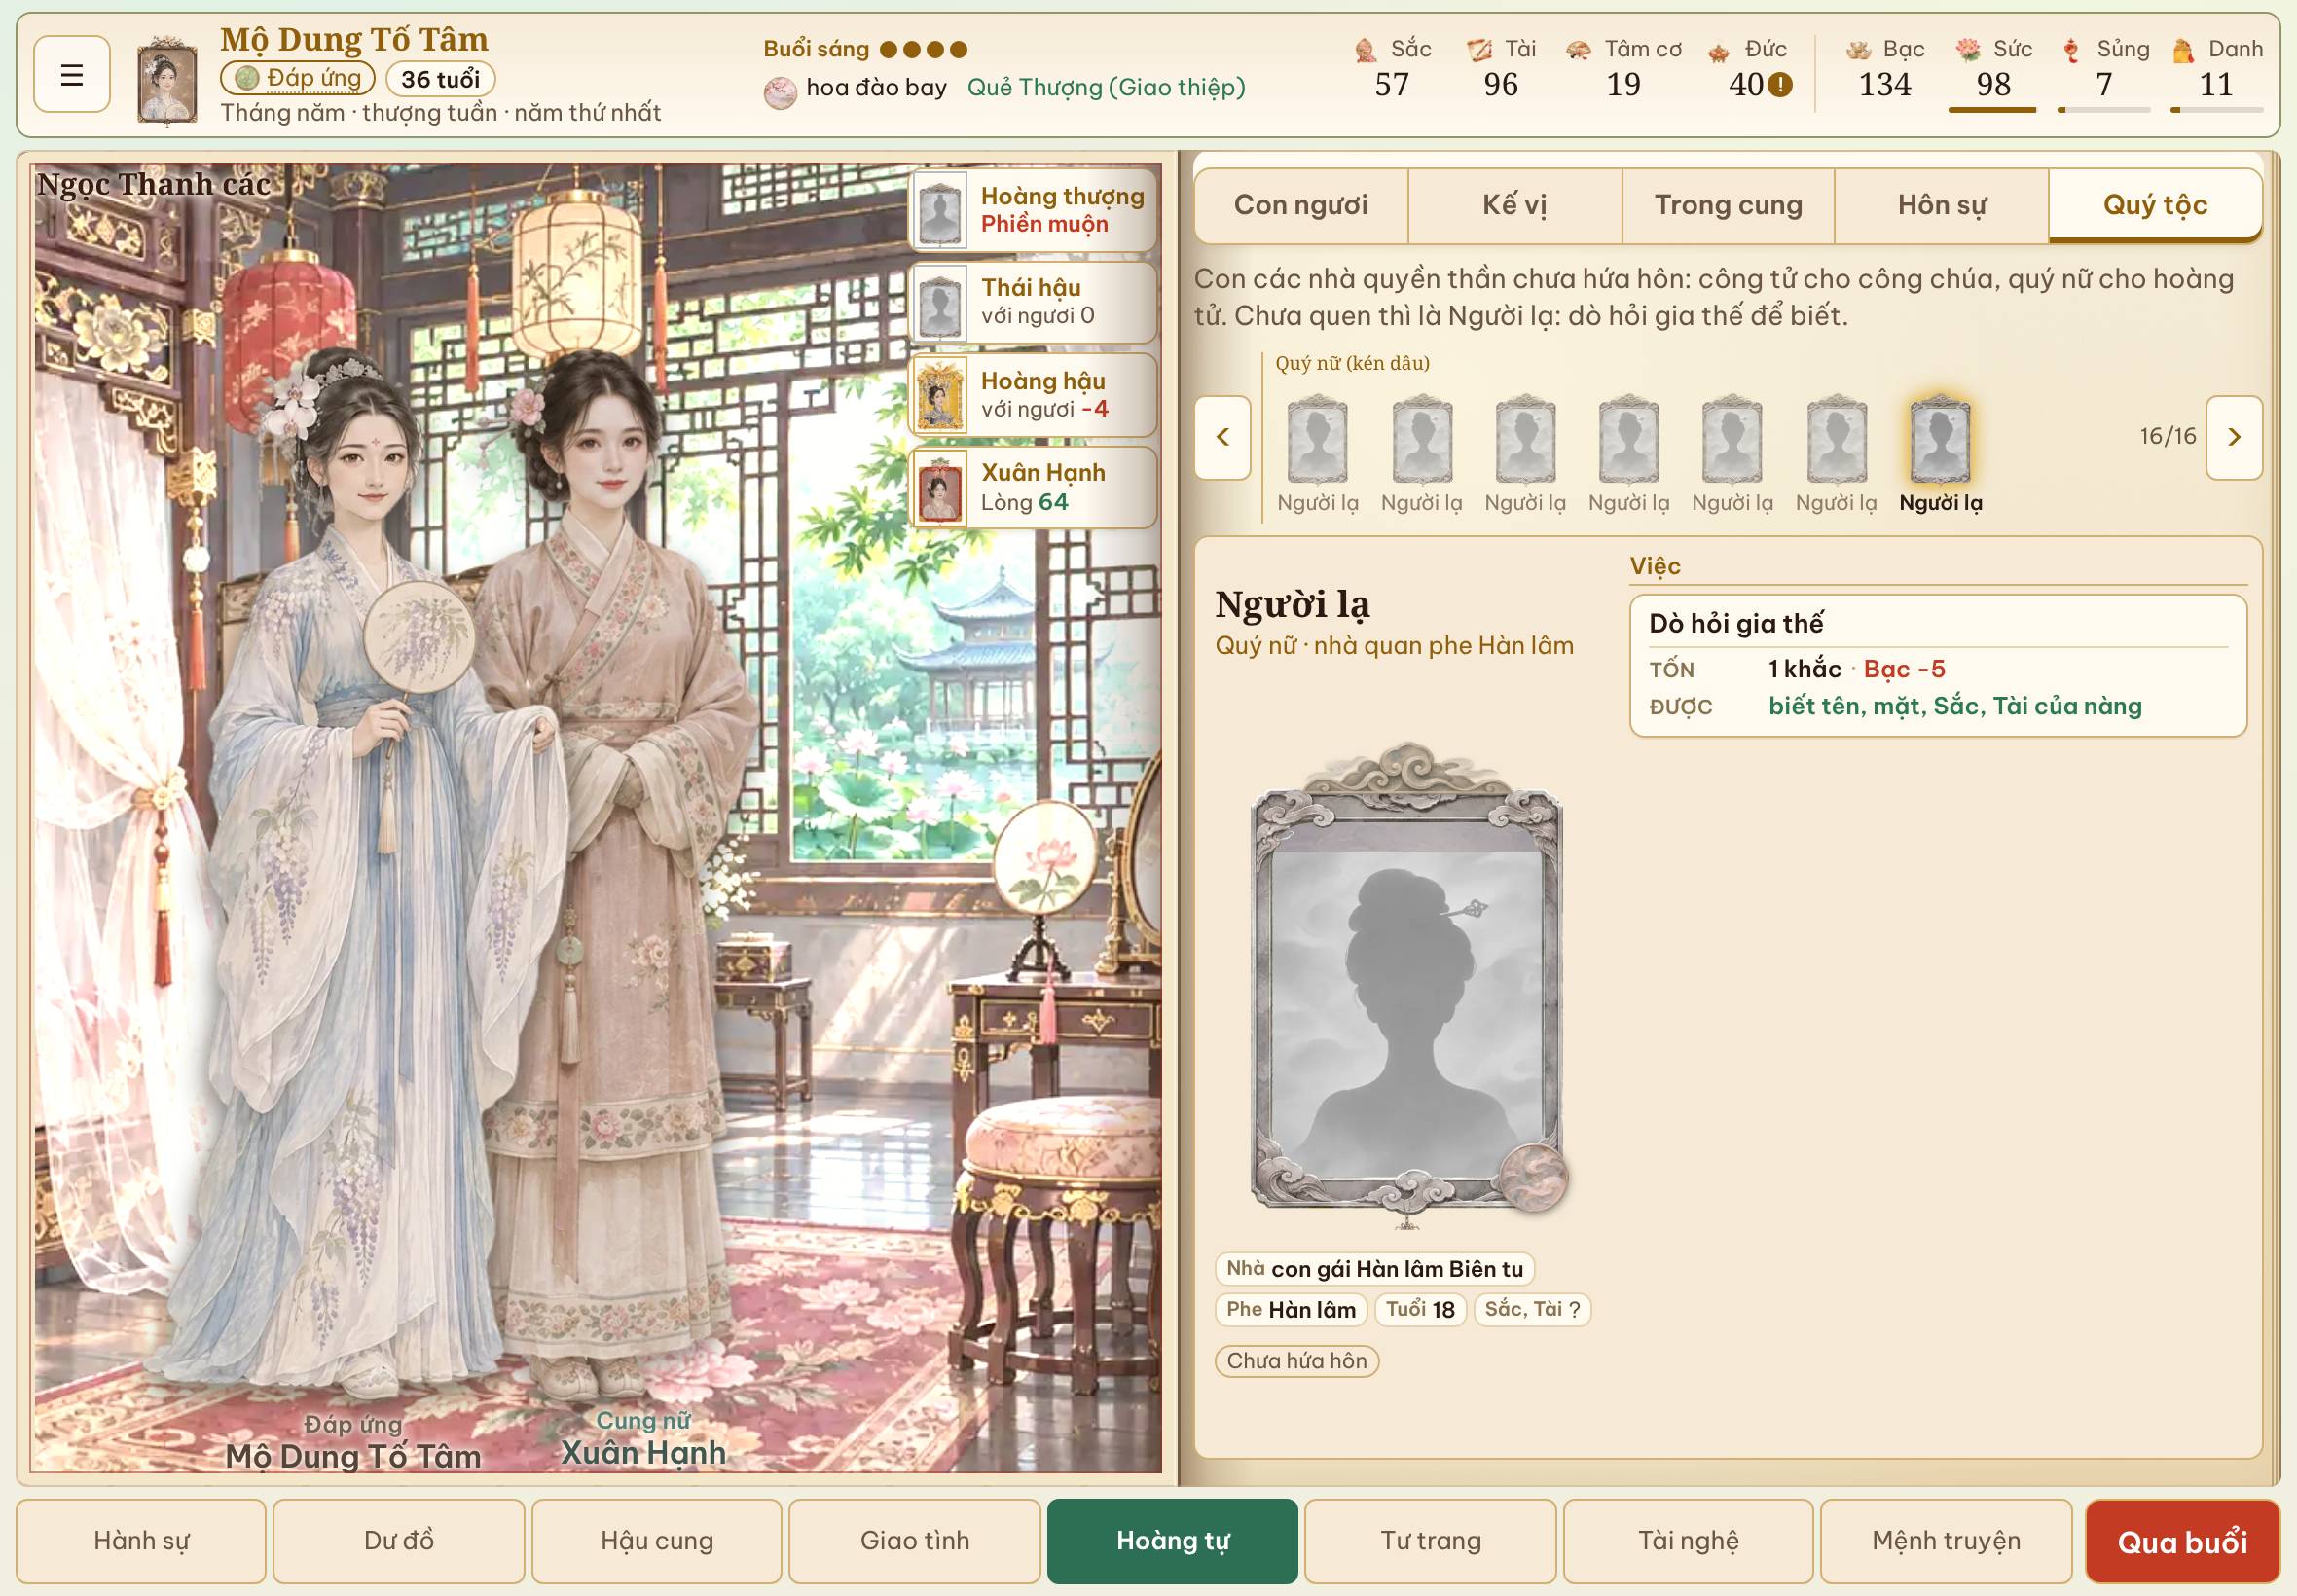 ☰
Mộ Dung Tố Tâm
Đáp ứng
36 tuổi
Tháng năm · thượng tuần · năm thứ nhất
Buổi sáng
hoa đào bay
Quẻ Thượng (Giao thiệp)
Sắc
57
Tài
96
Tâm cơ
19
Đức
40 !
Bạc
134
Sức
98
Sủng
7
Danh
11
Ngọc Thanh các
Hoàng thượng
Phiền muộn
Thái hậu
với ngươi 0
Hoàng hậu
với ngươi -4
Xuân Hạnh
Lòng 64
Đáp ứng
Mộ Dung Tố Tâm
Cung nữ
Xuân Hạnh
Con ngươi
Kế vị
Trong cung
Hôn sự
Quý tộc
Con các nhà quyền thần chưa hứa hôn: công tử cho công chúa, quý nữ cho hoàng
tử. Chưa quen thì là Người lạ: dò hỏi gia thế để biết.
Quý nữ (kén dâu)
Người lạ
Người lạ
Người lạ
Người lạ
Người lạ
Người lạ
Người lạ
16/16
Người lạ
Quý nữ · nhà quan phe Hàn lâm
Nhà con gái Hàn lâm Biên tu
Phe Hàn lâm
Tuổi 18
Sắc, Tài ?
Chưa hứa hôn
Việc
Dò hỏi gia thế
TỐN 1 khắc · Bạc -5
ĐƯỢC biết tên, mặt, Sắc, Tài của nàng
Hành sự
Dư đồ
Hậu cung
Giao tình
Hoàng tự
Tư trang
Tài nghệ
Mệnh truyện
Qua buổi